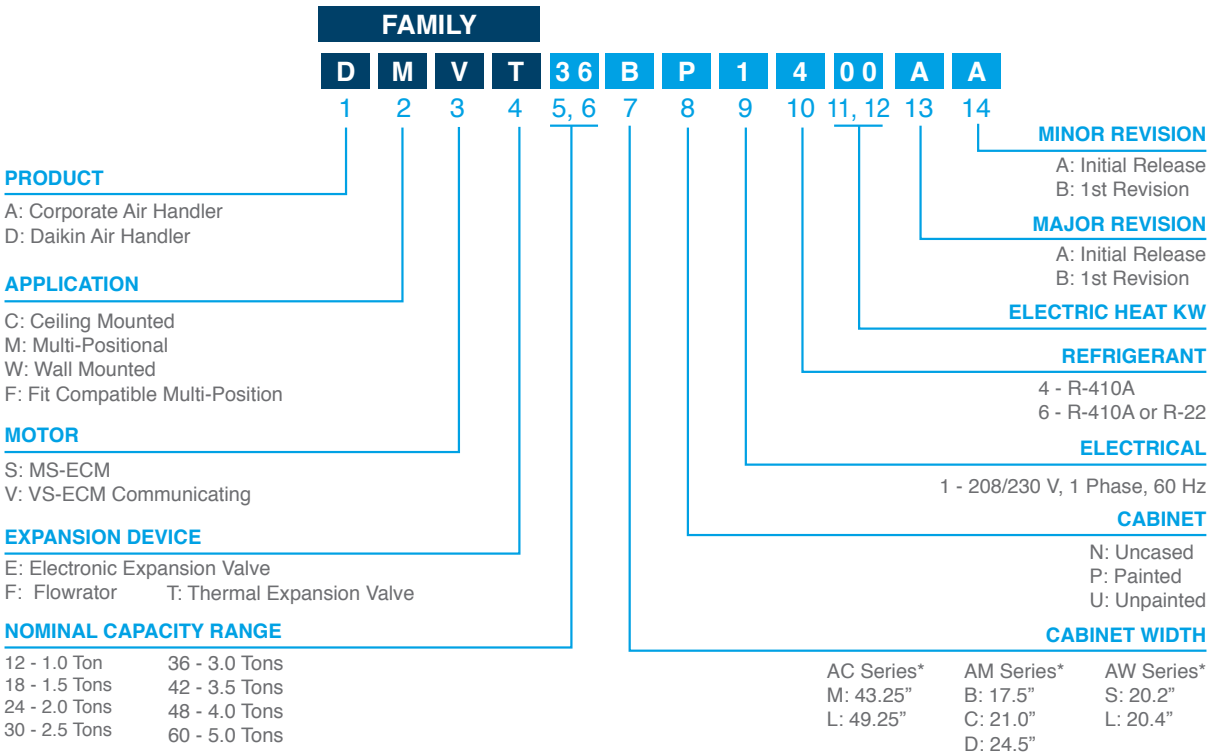 FAMILY
D M V T 3 6 B P 1 4 0 0 A A
1 2 3 4 5, 6 7 8 9 10 11, 12 13 14
MINOR REVISION
A: Initial Release
B: 1st Revision
MAJOR REVISION
A: Initial Release
B: 1st Revision
ELECTRIC HEAT KW
REFRIGERANT
4 - R-410A
6 - R-410A or R-22
ELECTRICAL
1 - 208/230 V, 1 Phase, 60 Hz
CABINET
N: Uncased
P: Painted
U: Unpainted
CABINET WIDTH
AC Series* AM Series* AW Series*
M: 43.25” B: 17.5” S: 20.2”
L: 49.25” C: 21.0” L: 20.4”
D: 24.5”
PRODUCT
A: Corporate Air Handler
D: Daikin Air Handler
APPLICATION
C: Ceiling Mounted
M: Multi-Positional
W: Wall Mounted
F: Fit Compatible Multi-Position
MOTOR
S: MS-ECM
V: VS-ECM Communicating
EXPANSION DEVICE
E: Electronic Expansion Valve
F: Flowrator T: Thermal Expansion Valve
NOMINAL CAPACITY RANGE
12 - 1.0 Ton 36 - 3.0 Tons
18 - 1.5 Tons 42 - 3.5 Tons
24 - 2.0 Tons 48 - 4.0 Tons
30 - 2.5 Tons 60 - 5.0 Tons